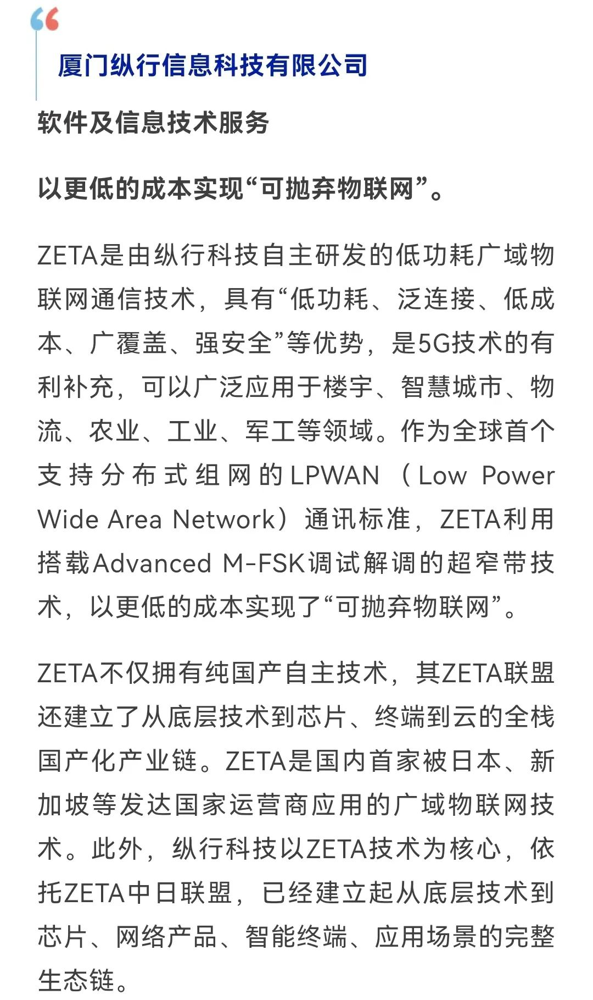 厦门纵行信息科技有限公司
软件及信息技术服务
以更低的成本实现“可抛弃物联网”。
ZETA是由纵行科技自主研发的低功耗广域物
联网通信技术，具有“低功耗、泛连接、低成
本、广覆盖、强安全”等优势，是5G技术的有
利补充，可以广泛应用于楼宇、智慧城市、物
流、农业、工业、军工等领域。作为全球首个
支持分布式组网的LPWAN（Low Power
Wide Area Network）通讯标准，ZETA利用
搭载Advanced M-FSK调试解调的超窄带技
术，以更低的成本实现了“可抛弃物联网”。
ZETA不仅拥有纯国产自主技术，其ZETA联盟
还建立了从底层技术到芯片、终端到云的全栈
国产化产业链。ZETA是国内首家被日本、新
加坡等发达国家运营商应用的广域物联网技
术。此外，纵行科技以ZETA技术为核心，依
托ZETA中日联盟，已经建立起从底层技术到
芯片、网络产品、智能终端、应用场景的完整
生态链。